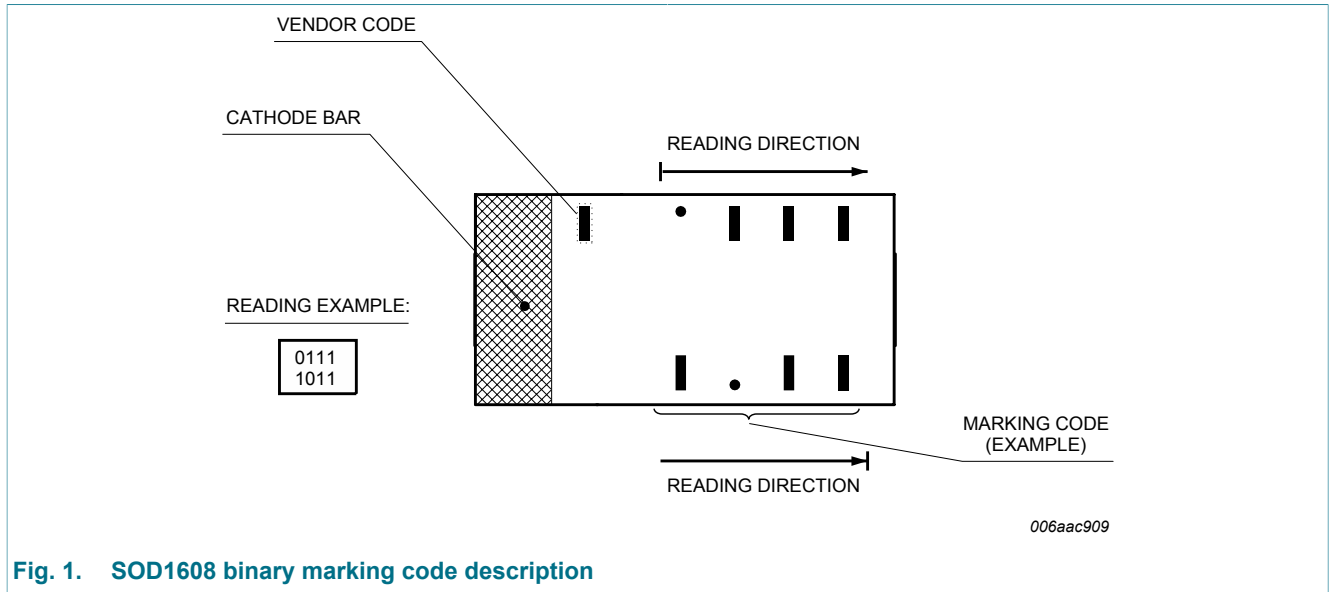 VENDOR CODE
CATHODE BAR
READING DIRECTION
READING EXAMPLE:
0111
1011
MARKING CODE
(EXAMPLE)
READING DIRECTION
006aac909
Fig. 1. SOD1608 binary marking code description